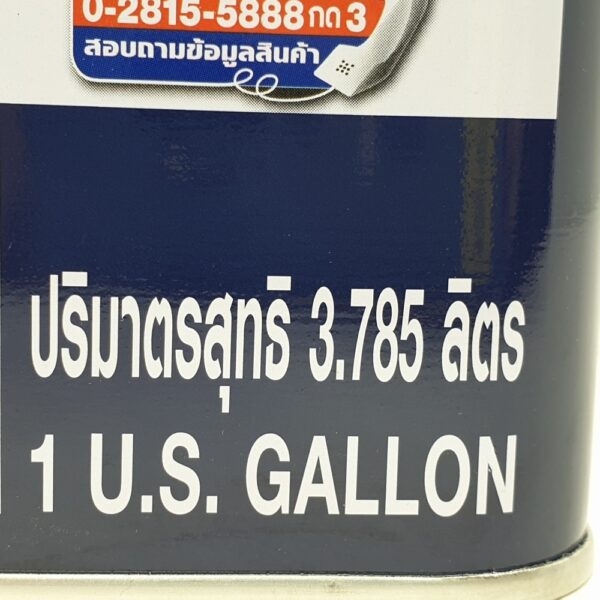 0-2815-5888 กด 3
สอบถามข้อมูลสินค้า
ปริมาตรสุทธิ 3.785 ลิตร
1 U.S. GALLON